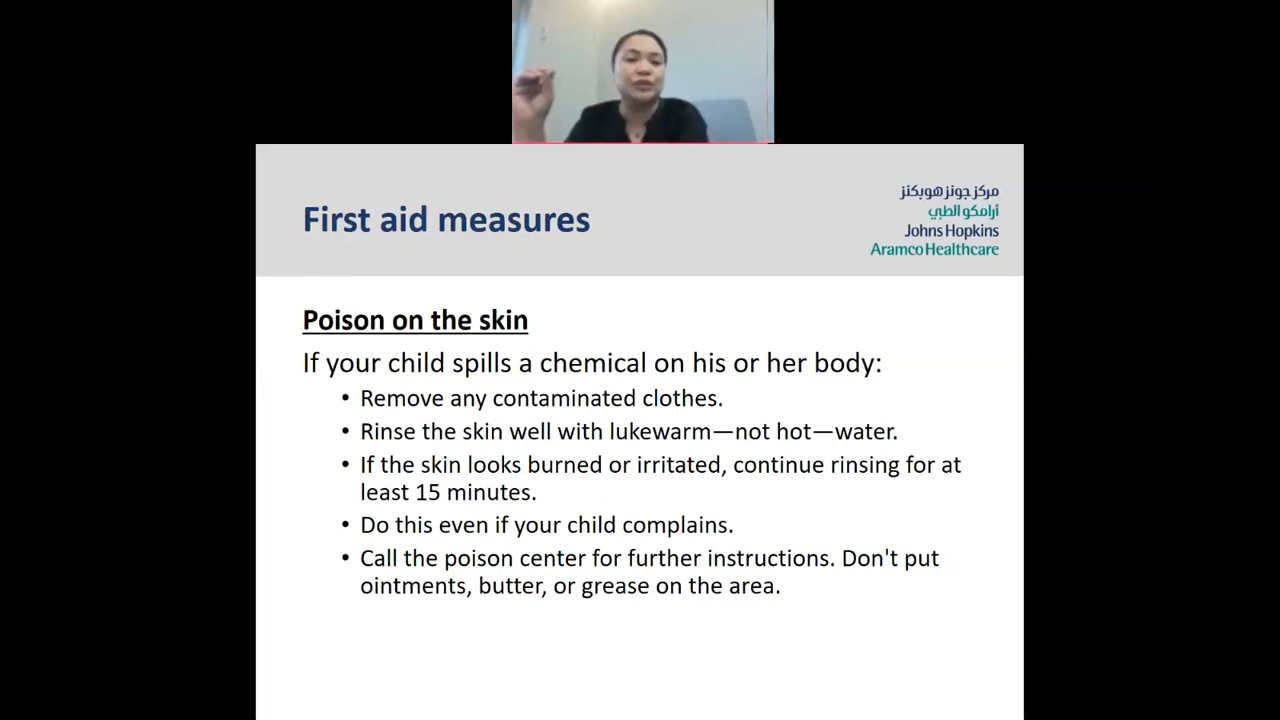 First aid measures
مركز جونز هوبكنز
أرامكو الطبي
Johns Hopkins
Aramco Healthcare
Poison on the skin
If your child spills a chemical on his or her body:
• Remove any contaminated clothes.
• Rinse the skin well with lukewarm—not hot—water.
• If the skin looks burned or irritated, continue rinsing for at
least 15 minutes.
• Do this even if your child complains.
• Call the poison center for further instructions. Don't put
ointments, butter, or grease on the area.